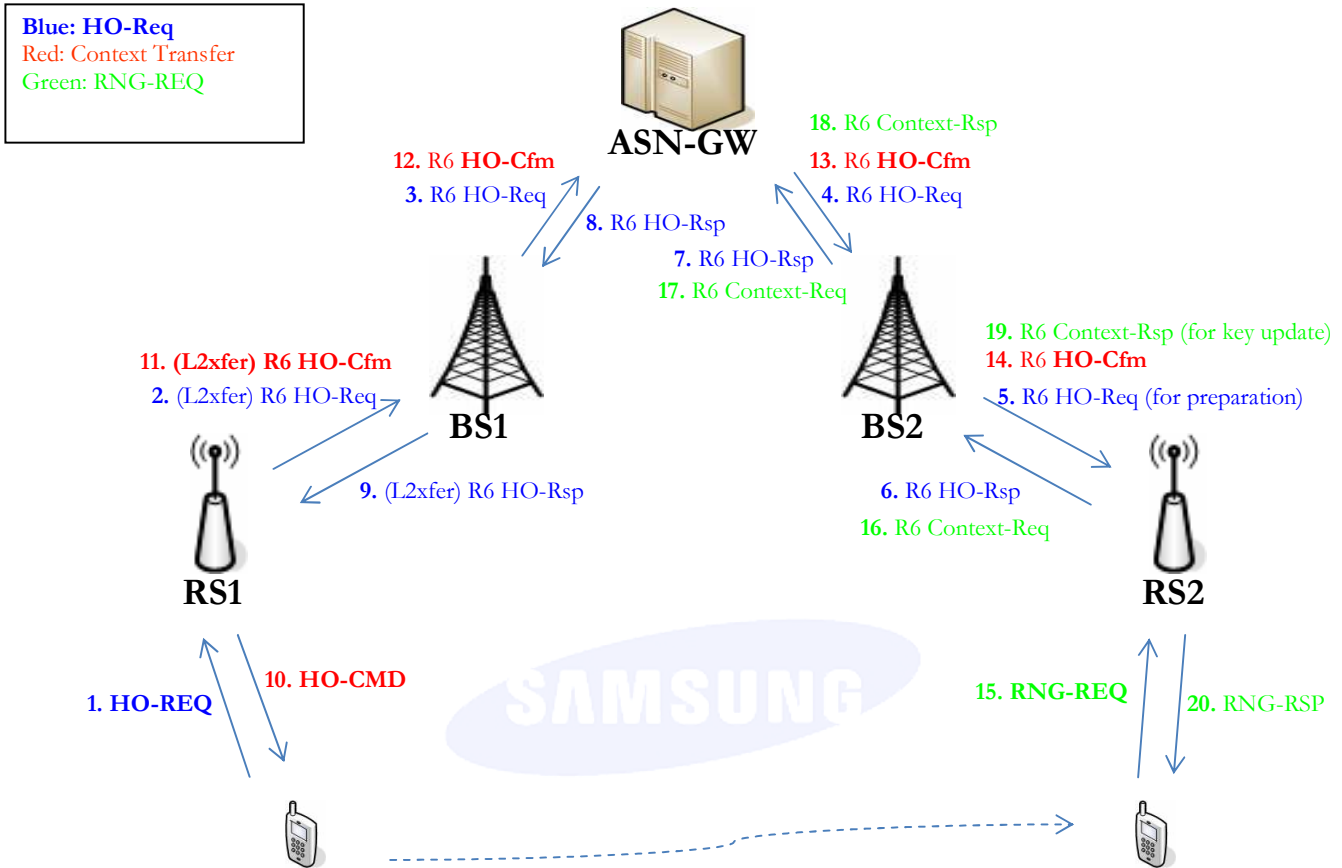 Blue: HO-Req
Red: Context Transfer
Green: RNG-REQ
ASN-GW
18. R6 Context-Rsp
12. R6 HO-Cfm
13. R6 HO-Cfm
3. R6 HO-Req
4. R6 HO-Req
8. R6 HO-Rsp
7. R6 HO-Rsp
17. R6 Context-Req
19. R6 Context-Rsp (for key update)
11. (L2xfer) R6 HO-Cfm
14. R6 HO-Cfm
2. (L2xfer) R6 HO-Req
5. R6 HO-Req (for preparation)
BS1
BS2
9. (L2xfer) R6 HO-Rsp
6. R6 HO-Rsp
16. R6 Context-Req
RS1
RS2
10. HO-CMD
1. HO-REQ
SAMSUNG
15. RNG-REQ
20. RNG-RSP